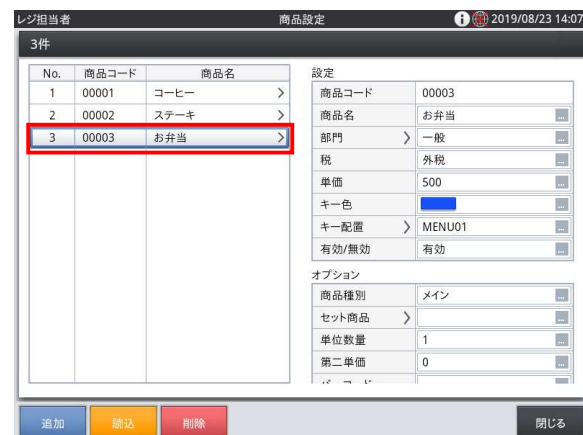 レジ担当者 商品設定 2019/08/23 14:07
3件
No. 商品コード 商品名
1 00001 コーヒー
2 00002 ステーキ
3 00003 お弁当
設定
商品コード 00003
商品名 お弁当 ...
部門 一般 ...
税 外税 ...
単価 500 ...
キー色 ...
キー配置 MENU01 ...
有効/無効 有効 ...
オプション
商品種別 メイン ...
セット商品 ...
単位数量 1 ...
第二単価 0 ...
追加 読込 削除 閉じる